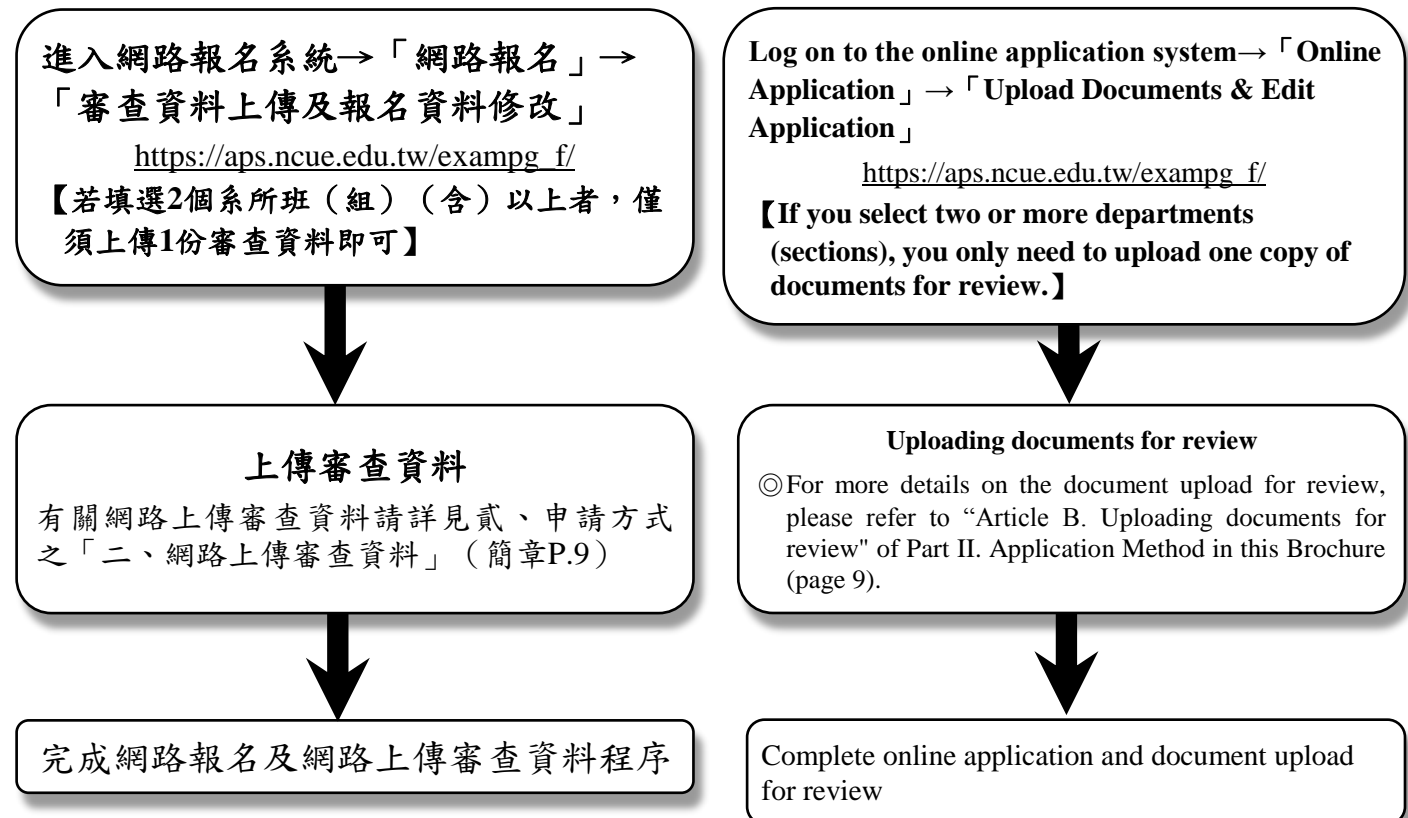 進入網路報名系統→「網路報名」→
「審查資料上傳及報名資料修改」
https://aps.ncue.edu.tw/exampg_f/
【若填選2個系所班（組）（含）以上者，僅
須上傳1份審查資料即可】
上傳審查資料
有關網路上傳審查資料請詳見貳、申請方式
之「二、網路上傳審查資料」（簡章P.9）
完成網路報名及網路上傳審查資料程序
Log on to the online application system→「Online
Application」→「Upload Documents & Edit
Application」
https://aps.ncue.edu.tw/exampg_f/
【If you select two or more departments
(sections), you only need to upload one copy of
documents for review.】
Uploading documents for review
◎For more details on the document upload for review,
please refer to “Article B. Uploading documents for
review" of Part II. Application Method in this Brochure
(page 9).
Complete online application and document upload
for review